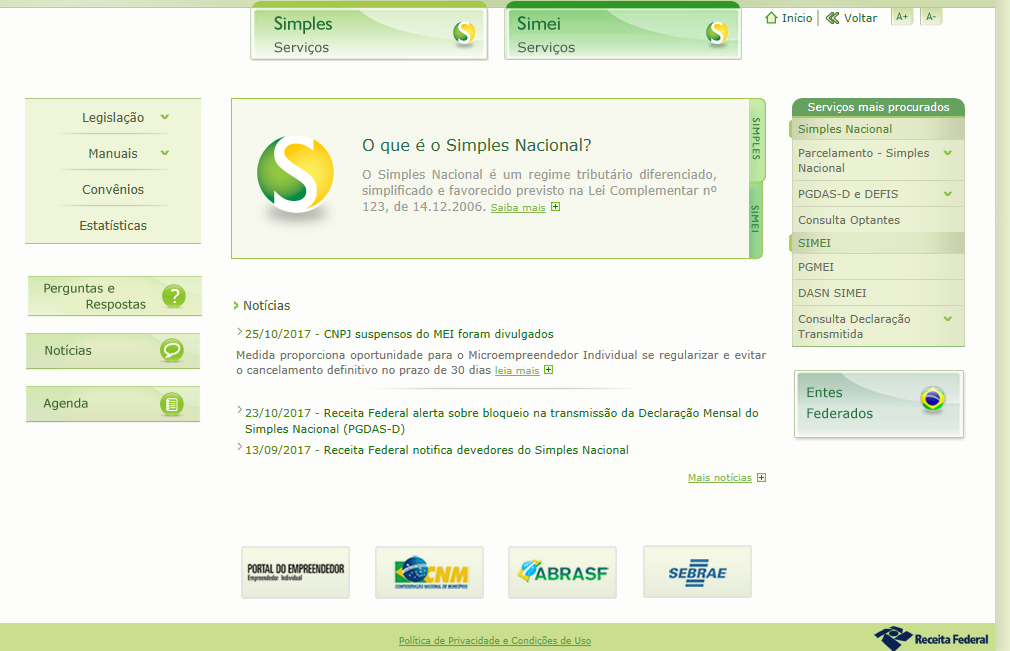 Simples
Serviços
Simei
Serviços
Início
Voltar
A+
A-
Legislação
Manuais
Convênios
Estatísticas
Perguntas e
Respostas
?
Notícias
Agenda
O que é o Simples Nacional?
O Simples Nacional é um regime tributário diferenciado,
simplificado e favorecido previsto na Lei Complementar nº
123, de 14.12.2006. Saiba mais
SIMPLES
SIMEI
Notícias
25/10/2017 - CNPJ suspensos do MEI foram divulgados
Medida proporciona oportunidade para o Microempreendedor Individual se regularizar e evitar
o cancelamento definitivo no prazo de 30 dias leia mais
23/10/2017 - Receita Federal alerta sobre bloqueio na transmissão da Declaração Mensal do
Simples Nacional (PGDAS-D)
13/09/2017 - Receita Federal notifica devedores do Simples Nacional
Mais notícias
Serviços mais procurados
Simples Nacional
Parcelamento - Simples
Nacional
PGDAS-D e DEFIS
Consulta Optantes
SIMEI
PGMEI
DASN SIMEI
Consulta Declaração
Transmitida
Entes
Federados
PORTAL DO EMPREENDEDOR
Empreendedor Individual
CNM
CONFEDERAÇÃO NACIONAL DE MUNICÍPIOS
ABRASF
SEBRAE
Política de Privacidade e Condições de Uso
Receita Federal